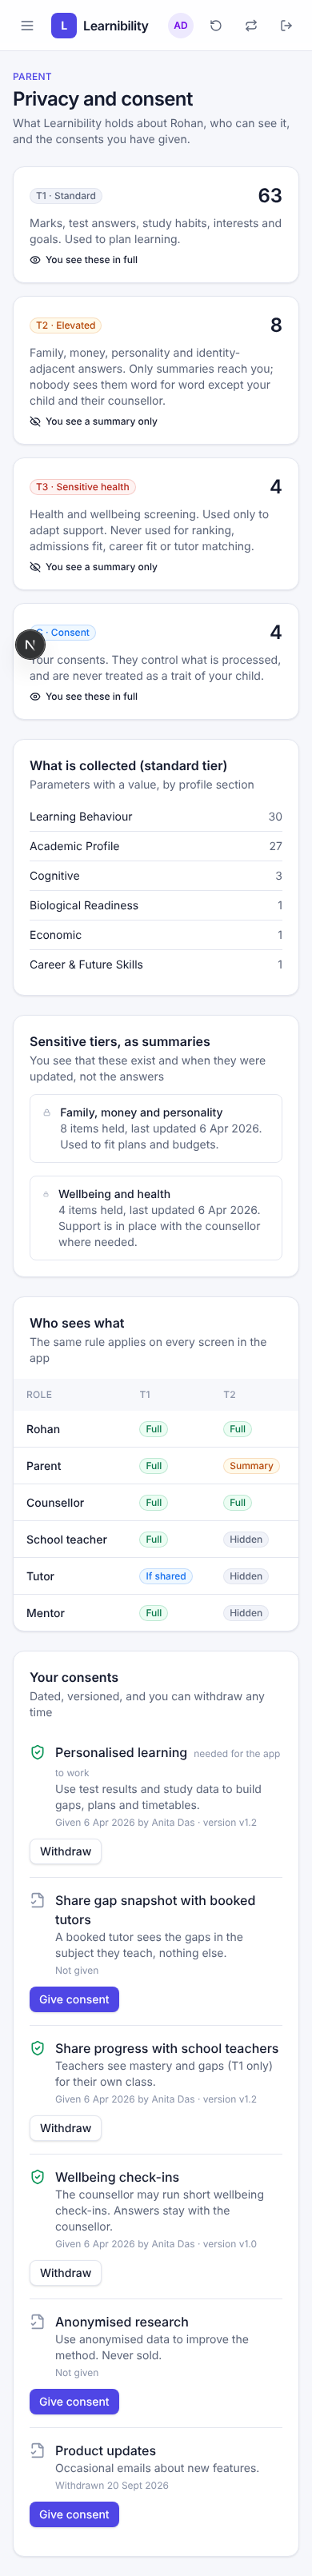 L Learnibility AD
PARENT
Privacy and consent
What Learnibility holds about Rohan, who can see it,
and the consents you have given.
T1 · Standard 63
Marks, test answers, study habits, interests and
goals. Used to plan learning.
You see these in full
T2 · Elevated 8
Family, money, personality and identity-
adjacent answers. Only summaries reach you;
nobody sees them word for word except your
child and their counsellor.
You see a summary only
T3 · Sensitive health 4
Health and wellbeing screening. Used only to
adapt support. Never used for ranking,
admissions fit, career fit or tutor matching.
You see a summary only
N
· Consent 4
Your consents. They control what is processed,
and are never treated as a trait of your child.
You see these in full
What is collected (standard tier)
Parameters with a value, by profile section
Learning Behaviour 30
Academic Profile 27
Cognitive 3
Biological Readiness 1
Economic 1
Career & Future Skills 1
Sensitive tiers, as summaries
You see that these exist and when they were
updated, not the answers
Family, money and personality
8 items held, last updated 6 Apr 2026.
Used to fit plans and budgets.
Wellbeing and health
4 items held, last updated 6 Apr 2026.
Support is in place with the counsellor
where needed.
Who sees what
The same rule applies on every screen in the
app
ROLE T1 T2
Rohan Full Full
Parent Full Summary
Counsellor Full Full
School teacher Full Hidden
Tutor If shared Hidden
Mentor Full Hidden
Your consents
Dated, versioned, and you can withdraw any
time
Personalised learning needed for the app
to work
Use test results and study data to build
gaps, plans and timetables.
Given 6 Apr 2026 by Anita Das · version v1.2
Withdraw
Share gap snapshot with booked
tutors
A booked tutor sees the gaps in the
subject they teach, nothing else.
Not given
Give consent
Share progress with school teachers
Teachers see mastery and gaps (T1 only)
for their own class.
Given 6 Apr 2026 by Anita Das · version v1.2
Withdraw
Wellbeing check-ins
The counsellor may run short wellbeing
check-ins. Answers stay with the
counsellor.
Given 6 Apr 2026 by Anita Das · version v1.0
Withdraw
Anonymised research
Use anonymised data to improve the
method. Never sold.
Not given
Give consent
Product updates
Occasional emails about new features.
Withdrawn 20 Sept 2026
Give consent